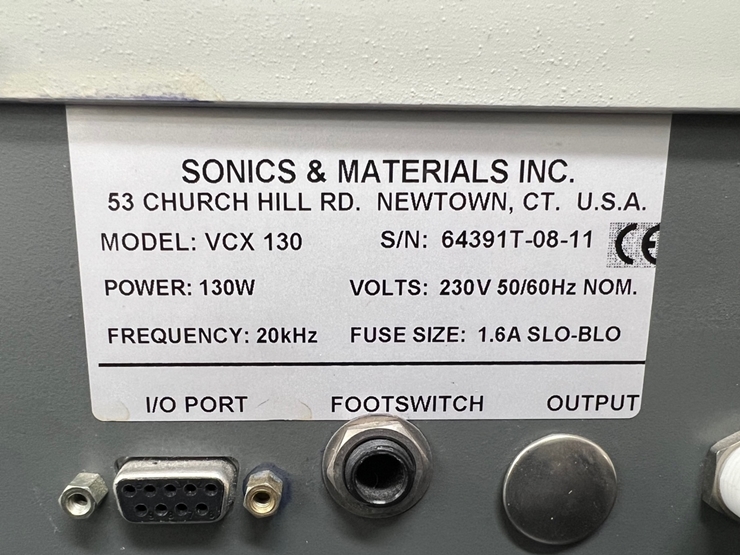 SONICS & MATERIALS INC.
53 CHURCH HILL RD. NEWTOWN, CT. U.S.A.
MODEL: VCX 130 S/N: 64391T-08-11 CE
POWER: 130W VOLTS: 230V 50/60Hz NOM.
FREQUENCY: 20kHz FUSE SIZE: 1.6A SLO-BLO
I/O PORT FOOTSWITCH OUTPUT